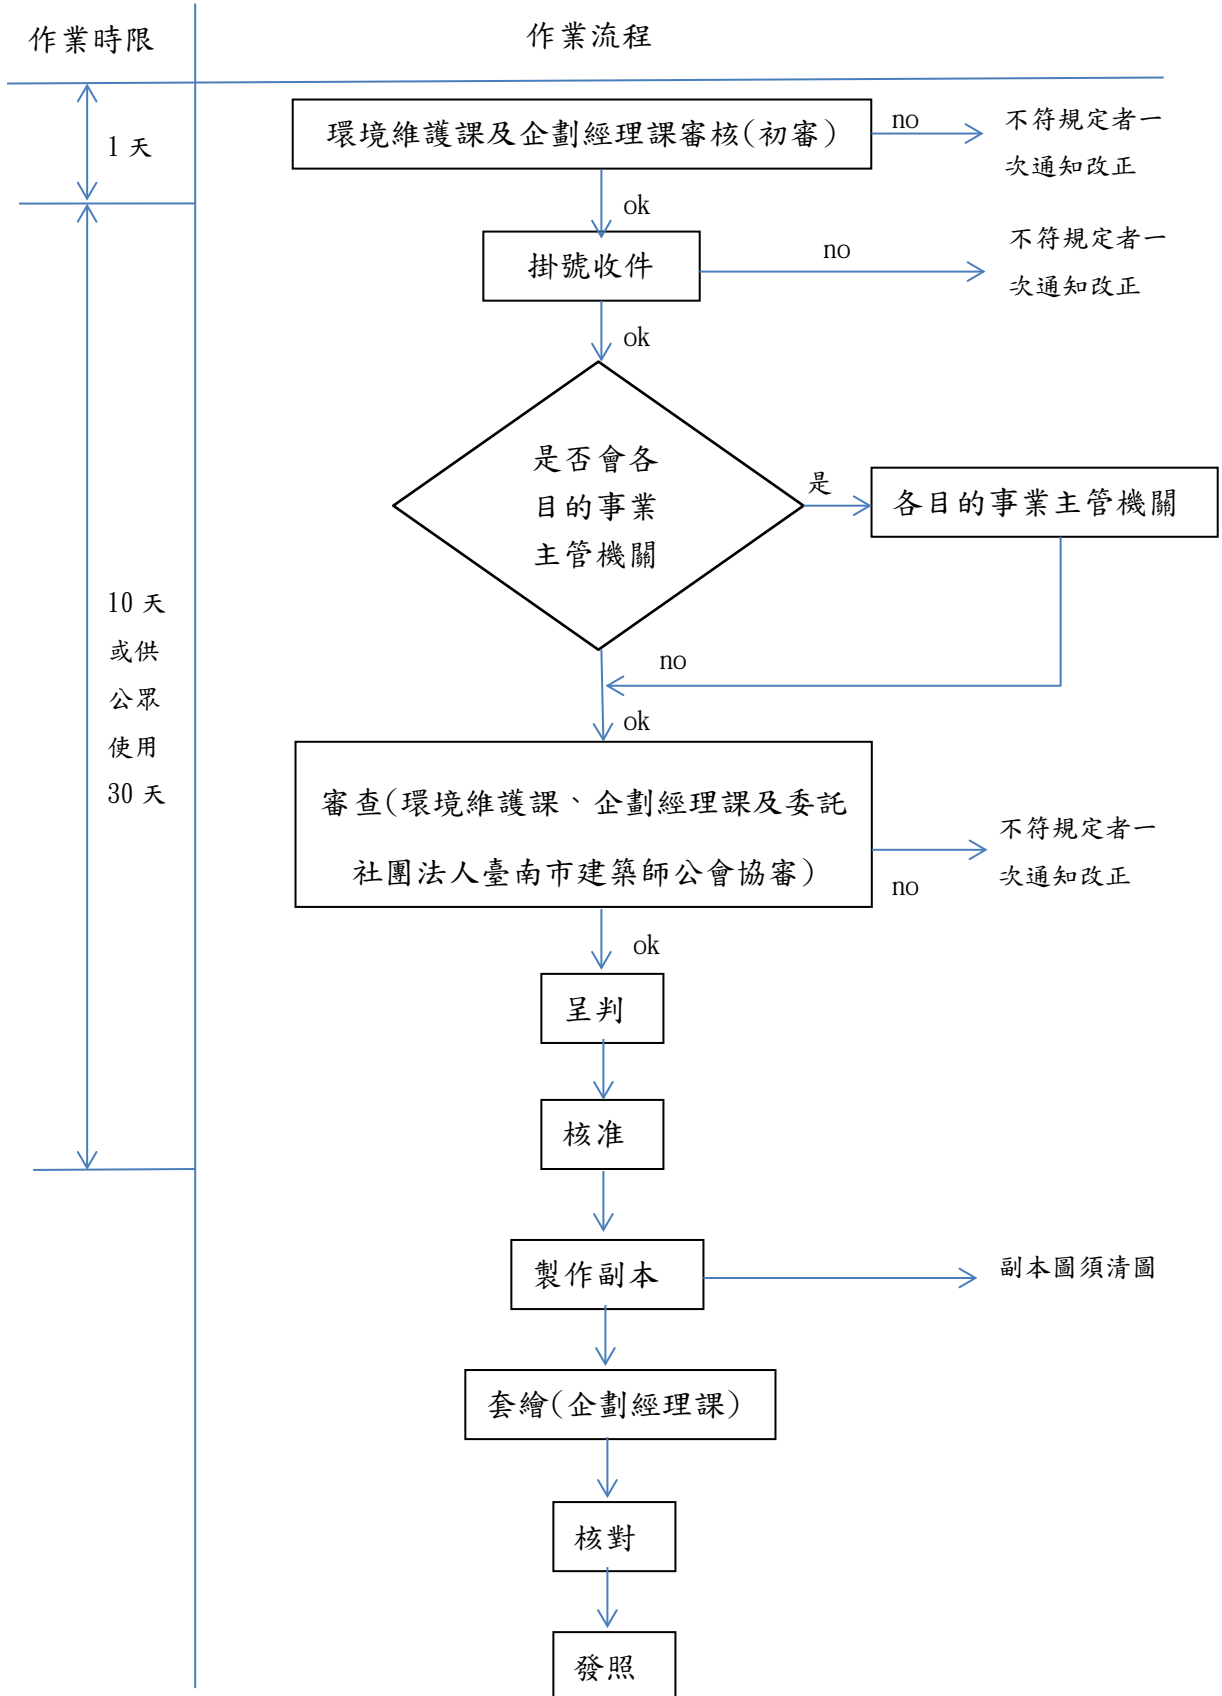 作業時限
作業流程
1 天
環境維護課及企劃經理課審核(初審)
no
不符規定者一
次通知改正
ok
掛號收件
no
不符規定者一
次通知改正
ok
是否會各
目的事業
主管機關
是
各目的事業主管機關
10 天
或供
公眾
使用
30 天
no
ok
審查(環境維護課、企劃經理課及委託
社團法人臺南市建築師公會協審)
no
不符規定者一
次通知改正
ok
呈判
核准
製作副本
副本圖須清圖
套繪(企劃經理課)
核對
發照